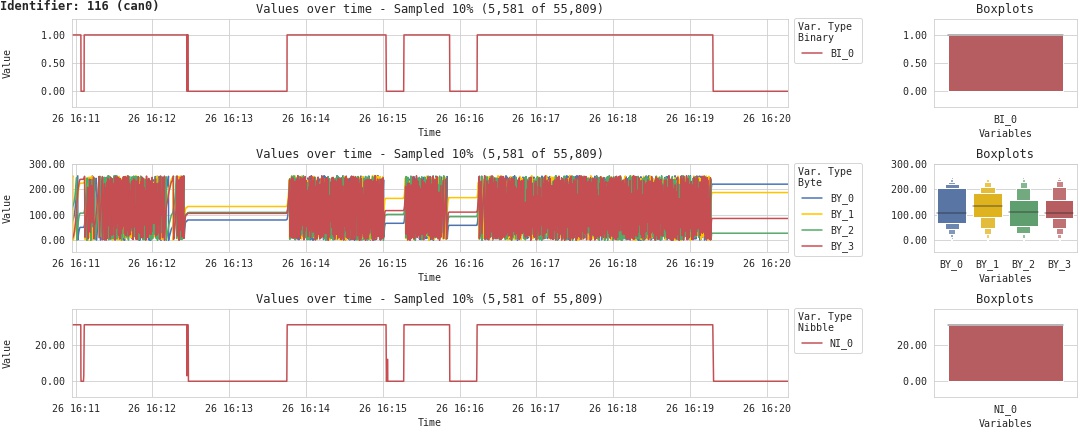 Identifier: 116 (can0)
Values over time - Sampled 10% (5,581 of 55,809)
Boxplots
Value
1.00
0.50
0.00
26 16:11 26 16:12 26 16:13 26 16:14 26 16:15 26 16:16 26 16:17 26 16:18 26 16:19 26 16:20
Time
Var. Type
Binary
BI_0
1.00
0.50
0.00
BI_0
Variables
Values over time - Sampled 10% (5,581 of 55,809)
Boxplots
Value
300.00
200.00
100.00
0.00
26 16:11 26 16:12 26 16:13 26 16:14 26 16:15 26 16:16 26 16:17 26 16:18 26 16:19 26 16:20
Time
Var. Type
Byte
BY_0
BY_1
BY_2
BY_3
300.00
200.00
100.00
0.00
BY_0 BY_1 BY_2 BY_3
Variables
Values over time - Sampled 10% (5,581 of 55,809)
Boxplots
Value
20.00
0.00
26 16:11 26 16:12 26 16:13 26 16:14 26 16:15 26 16:16 26 16:17 26 16:18 26 16:19 26 16:20
Time
Var. Type
Nibble
NI_0
20.00
0.00
NI_0
Variables